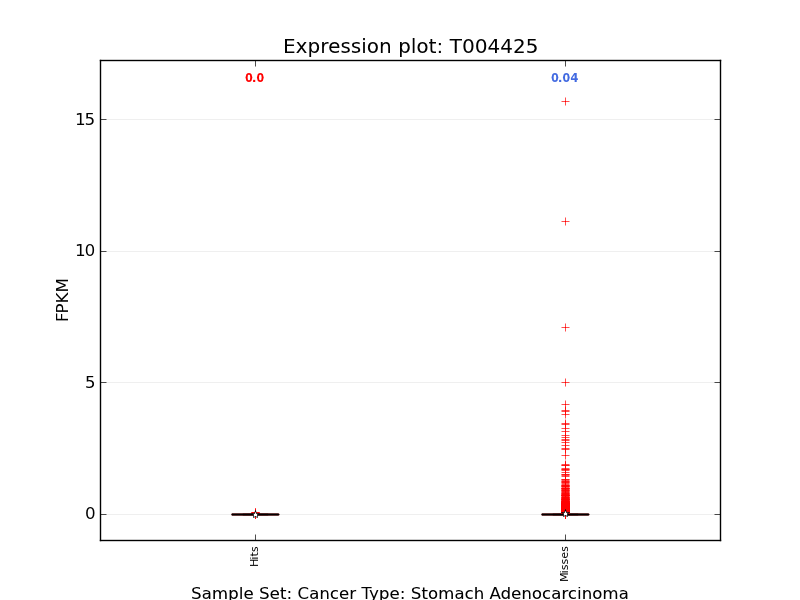 Expression plot: T004425
0.0
0.04
15
10
5
0
FPKM
Hits
Misses
Sample Set: Cancer Type: Stomach Adenocarcinoma